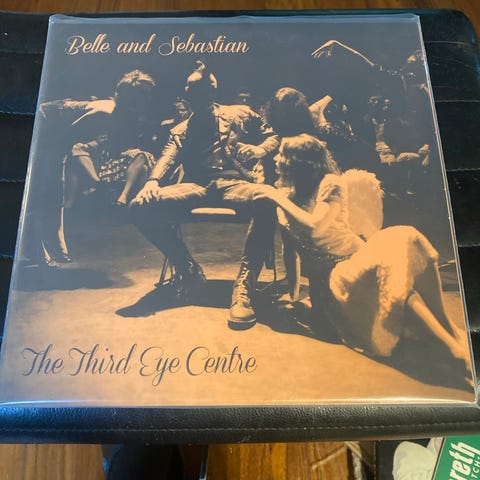 Belle and Sebastian
The Third Eye Centre